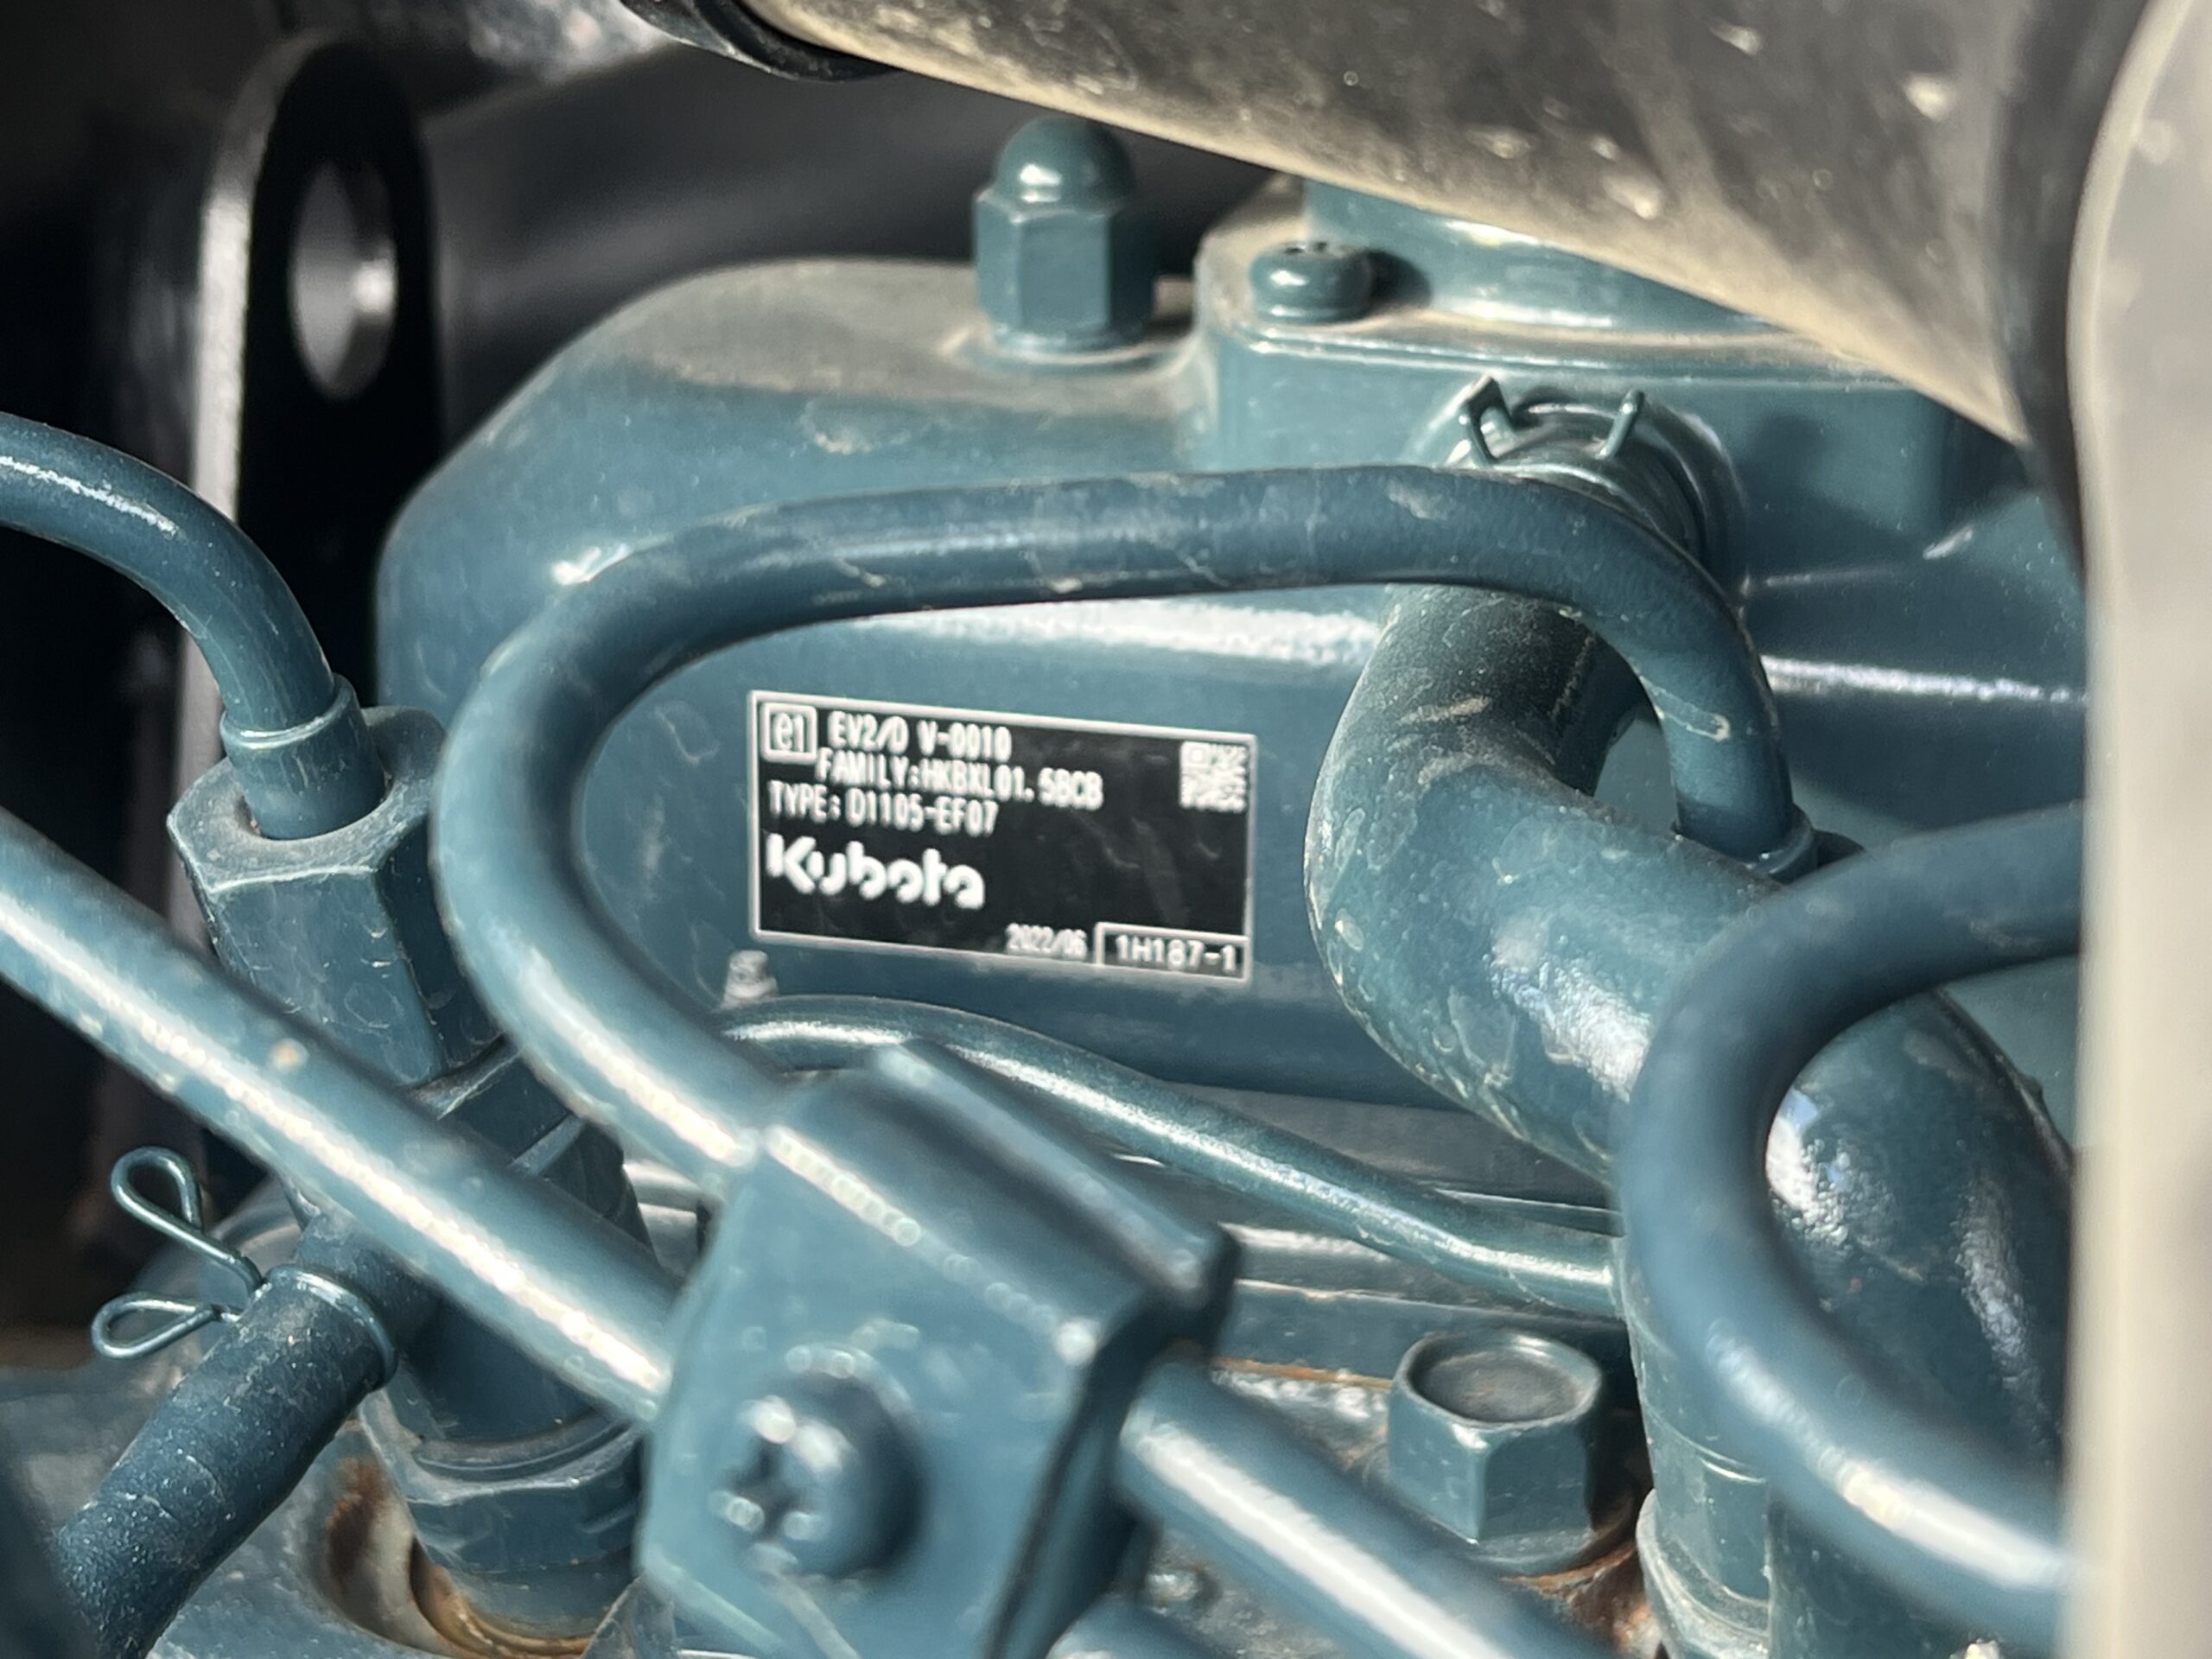 e1 EV2/D V-0010
FAMILY:HKBXL01.5BCB
TYPE:D1105-EF07
Kubota
2022/06 1H187-1